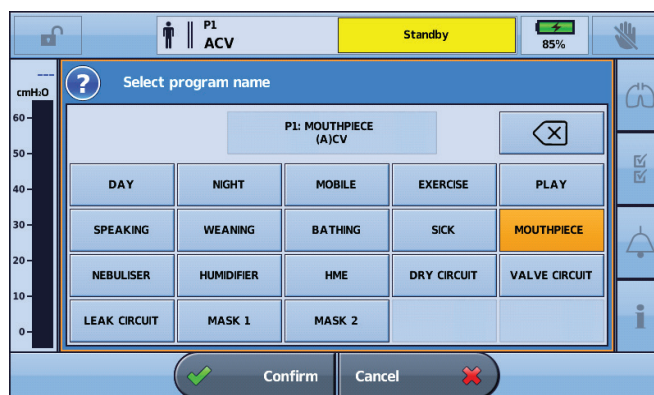 P1
ACV
Standby
85%
---
cmH2O
? Select program name
60
50
40
30
20
10
0
P1: MOUTHPIECE
(A)CV
DAY NIGHT MOBILE EXERCISE PLAY
SPEAKING WEANING BATHING SICK MOUTHPIECE
NEBULISER HUMIDIFIER HME DRY CIRCUIT VALVE CIRCUIT
LEAK CIRCUIT MASK 1 MASK 2
i
Confirm Cancel